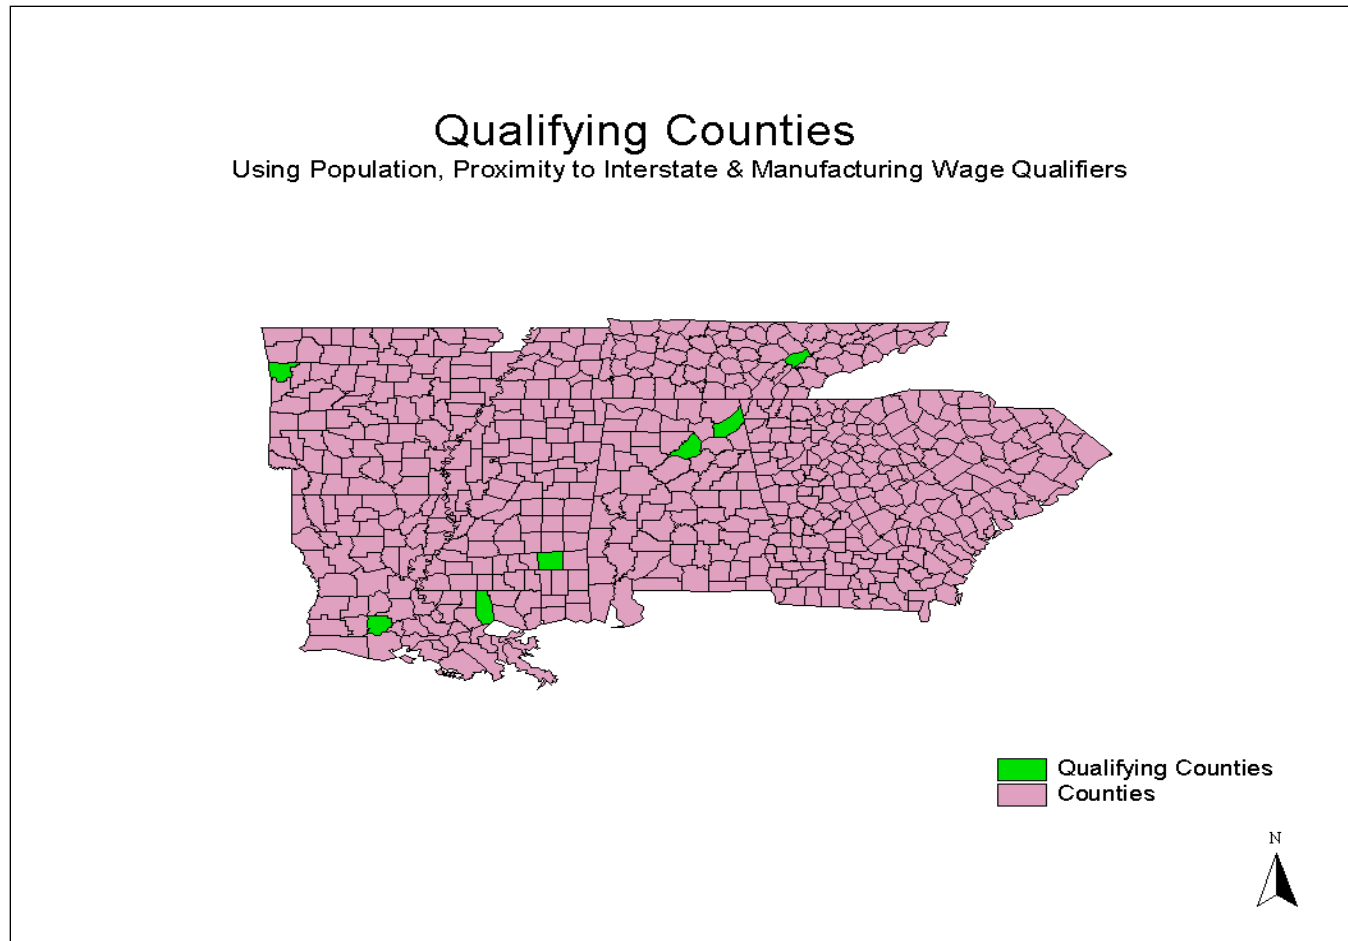 Qualifying Counties
Using Population, Proximity to Interstate & Manufacturing Wage Qualifiers
Qualifying Counties
Counties
N